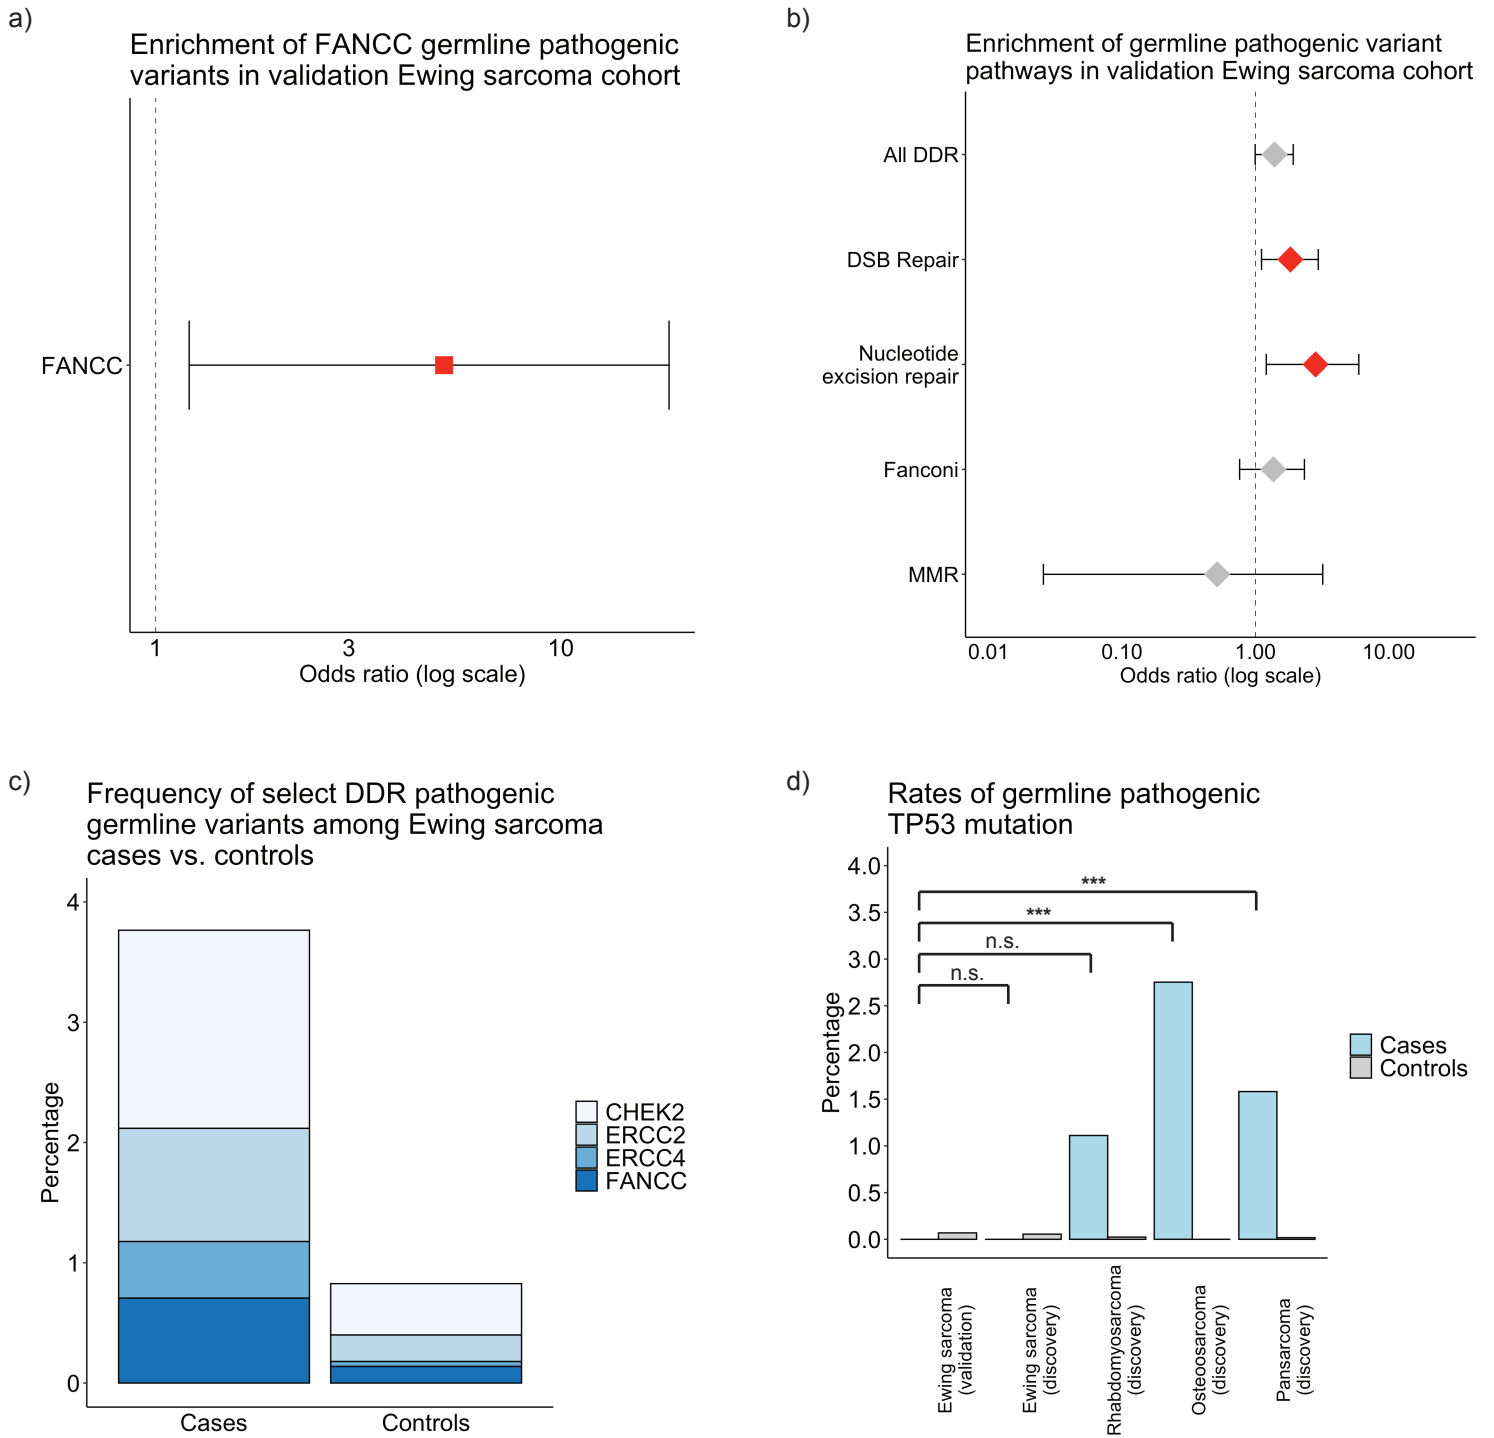 a)
Enrichment of FANCC germline pathogenic
variants in validation Ewing sarcoma cohort
FANCC
1 3 10
Odds ratio (log scale)
b)
Enrichment of germline pathogenic variant
pathways in validation Ewing sarcoma cohort
All DDR
DSB Repair
Nucleotide
excision repair
Fanconi
MMR
0.01 0.10 1.00 10.00
Odds ratio (log scale)
c)
Frequency of select DDR pathogenic
germline variants among Ewing sarcoma
cases vs. controls
Percentage
4
3
2
1
0
Cases Controls
CHEK2
ERCC2
ERCC4
FANCC
d)
Rates of germline pathogenic
TP53 mutation
Percentage
4.0
3.5
3.0
2.5
2.0
1.5
1.0
0.5
0.0
***
***
n.s.
n.s.
Cases
Controls
Ewing sarcoma
(validation)
Ewing sarcoma
(discovery)
Rhabdomyosarcoma
(discovery)
Osteoosarcoma
(discovery)
Pansarcoma
(discovery)